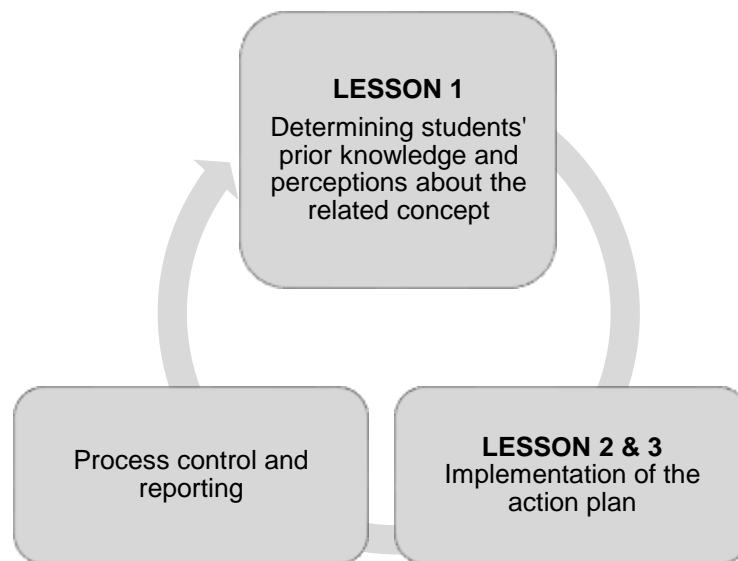 LESSON 1
Determining students'
prior knowledge and
perceptions about the
related concept
Process control and
reporting
LESSON 2 & 3
Implementation of the
action plan